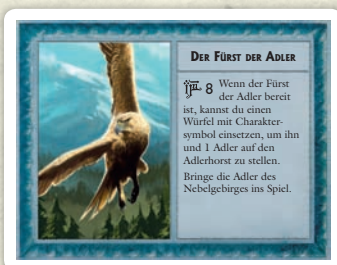 DER FÜRST DER ADLER
8 Wenn der Fürst
der Adler bereit
ist, kannst du einen
Würfel mit Charakter-
symbol einsetzen, um ihn
und 1 Adler auf den
Adlerhorst zu stellen.
Bringe die Adler des
Nebelgebirges ins Spiel.